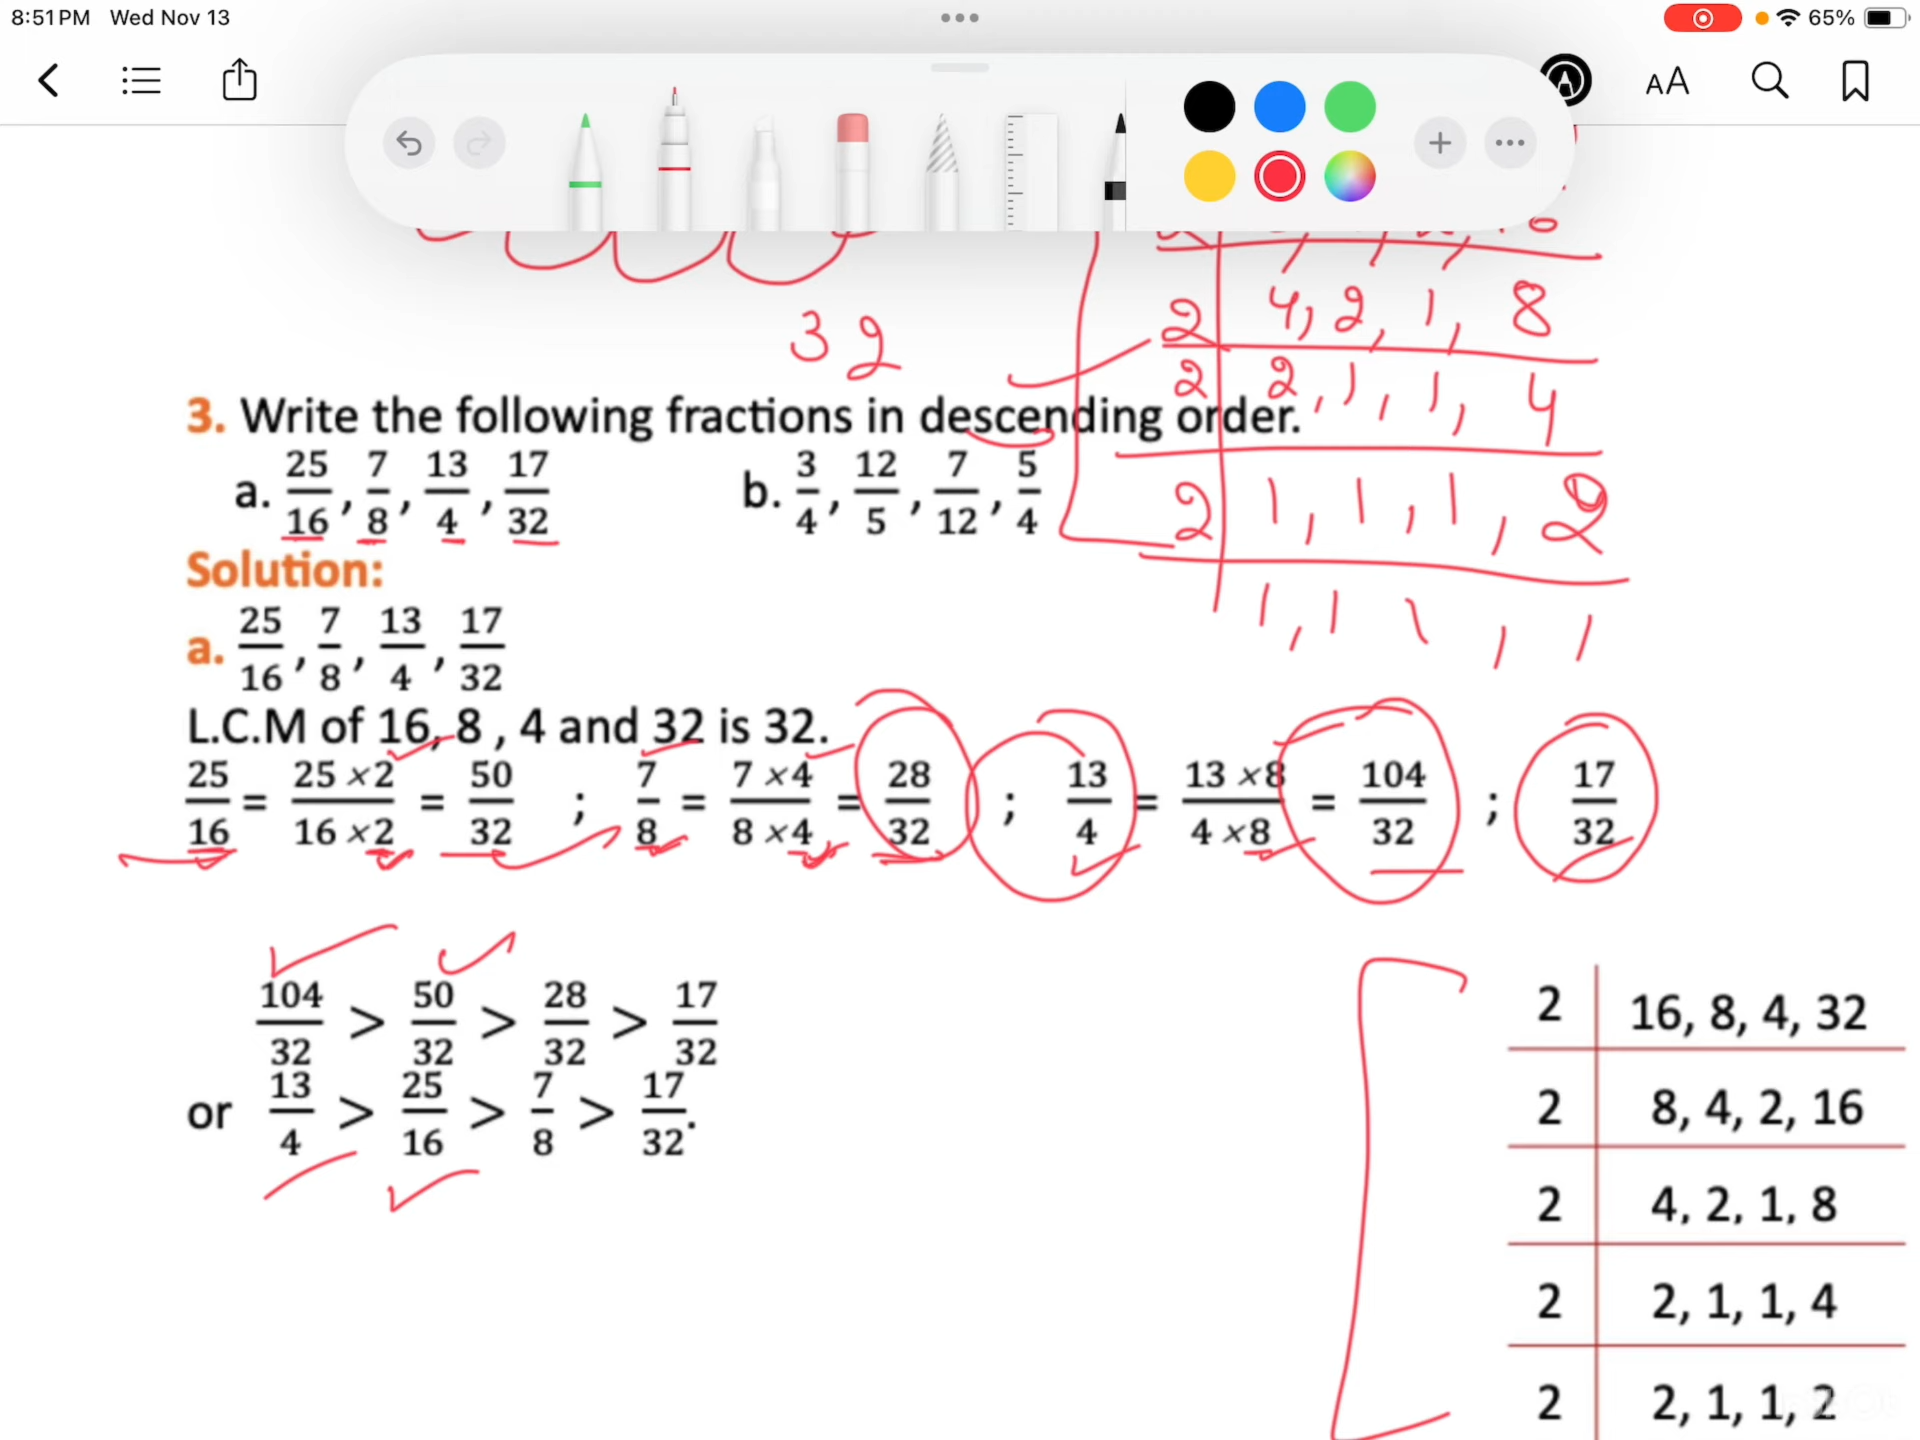 8:51 PM Wed Nov 13
65%
AA
3 2
2 4, 2, 1, 8
2 2, 1, 1, 4
2 1, 1, 1, 2
1, 1 1, 1
3. Write the following fractions in descending order.
a. 25/16, 7/8, 13/4, 17/32 b. 3/4, 12/5, 7/12, 5/4
Solution:
a. 25/16, 7/8, 13/4, 17/32
L.C.M of 16, 8 , 4 and 32 is 32.
25/16 = 25 ×2/16 ×2 = 50/32 ; 7/8 = 7 ×4/8 ×4 = 28/32 ; 13/4 = 13 ×8/4 ×8 = 104/32 ; 17/32
104/32 > 50/32 > 28/32 > 17/32
or 13/4 > 25/16 > 7/8 > 17/32.
2 16, 8, 4, 32
2 8, 4, 2, 16
2 4, 2, 1, 8
2 2, 1, 1, 4
2 2, 1, 1, 2